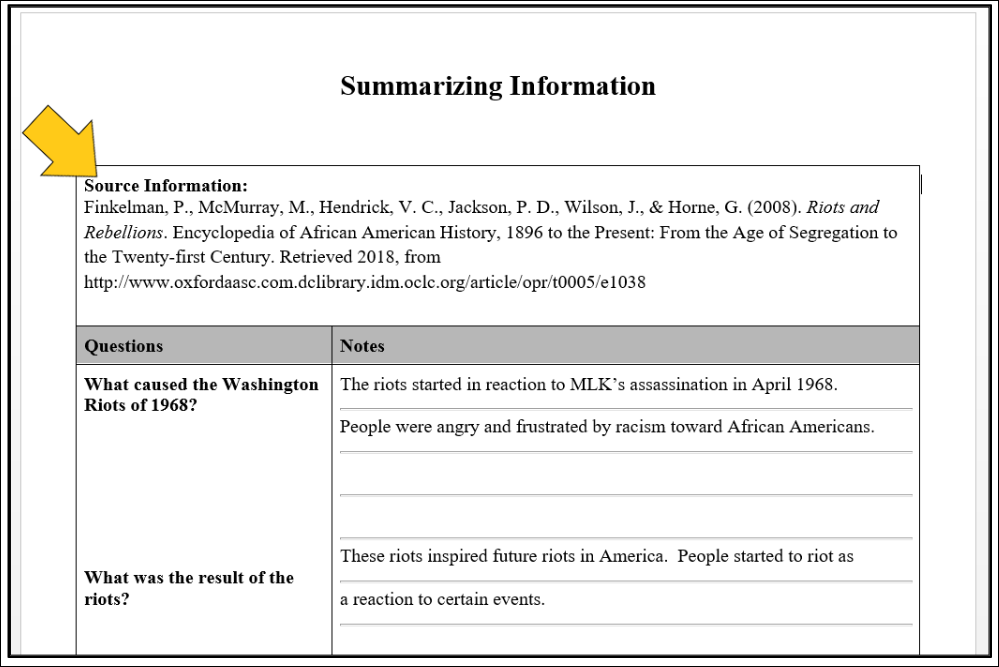 Summarizing Information
Source Information:
Finkelman, P., McMurray, M., Hendrick, V. C., Jackson, P. D., Wilson, J., & Horne, G. (2008). Riots and
Rebellions. Encyclopedia of African American History, 1896 to the Present: From the Age of Segregation to
the Twenty-first Century. Retrieved 2018, from
http://www.oxfordaasc.com.dclibrary.idm.oclc.org/article/opr/t0005/e1038
Questions
Notes
What caused the Washington
Riots of 1968?
The riots started in reaction to MLK’s assassination in April 1968.
People were angry and frustrated by racism toward African Americans.
What was the result of the
riots?
These riots inspired future riots in America.  People started to riot as
a reaction to certain events.